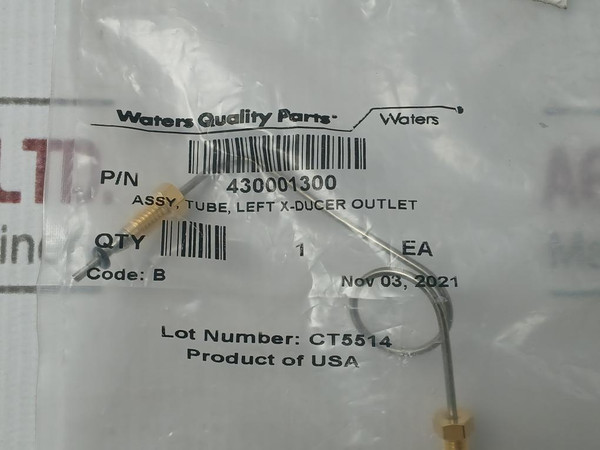 Waters Quality Parts
Waters
P/N
430001300
ASSY, TUBE, LEFT X-DUCER OUTLET
QTY 1 EA
Code: B Nov 03, 2021
Lot Number: CT5514
Product of USA
LTD.